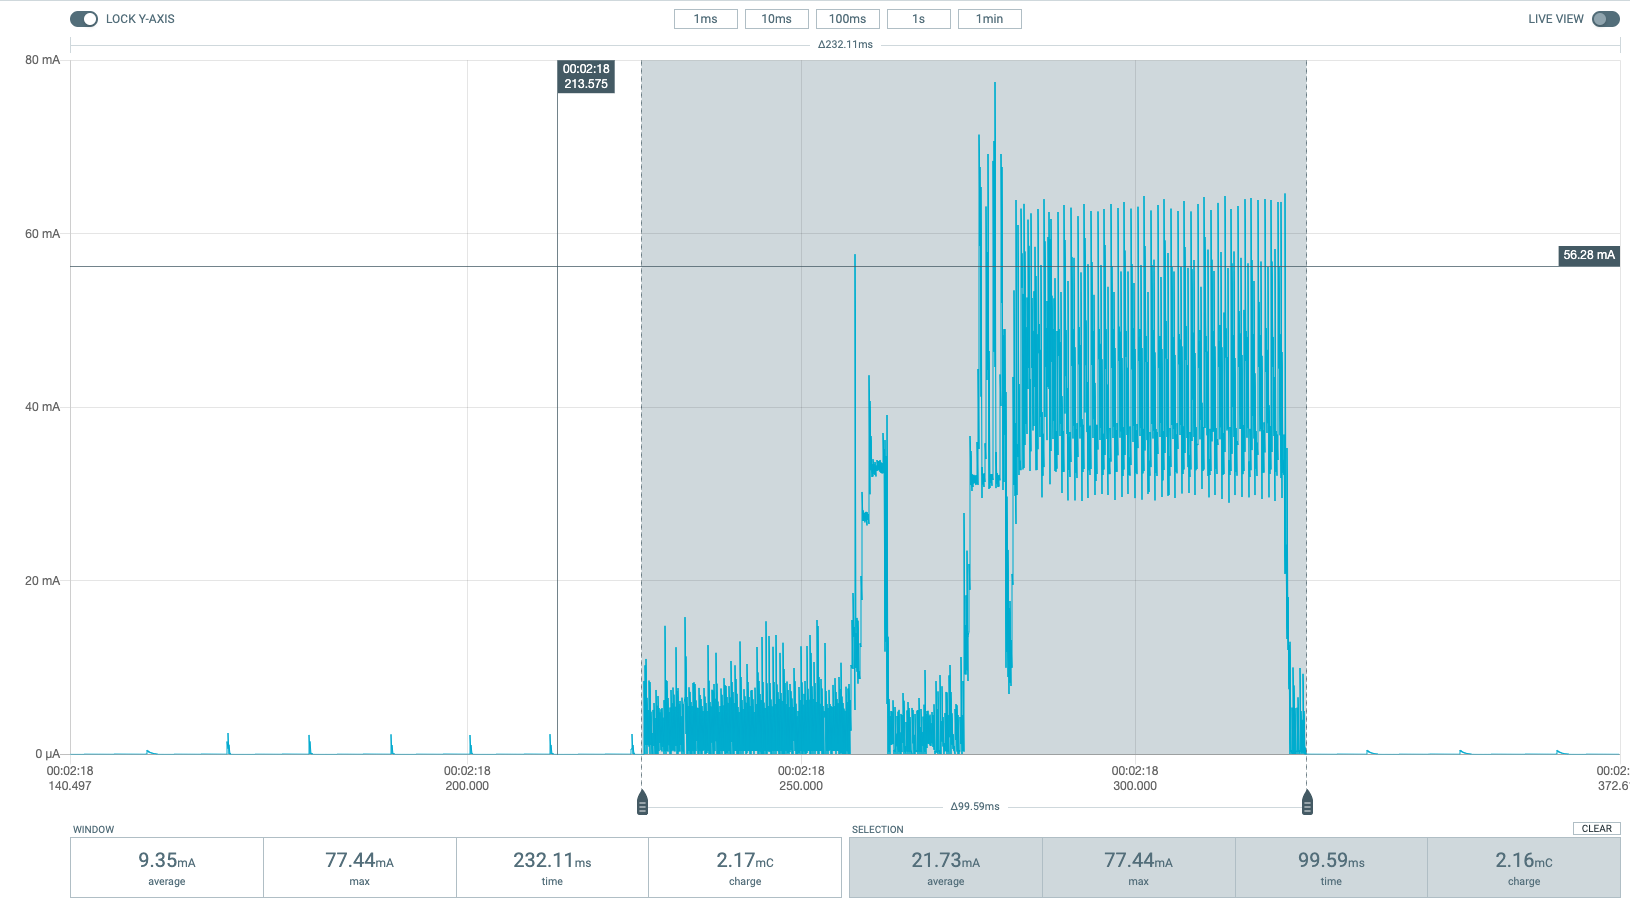 LOCK Y-AXIS
1ms 10ms 100ms 1s 1min
LIVE VIEW
Δ232.11ms
80 mA
00:02:18
213.575
60 mA
56.28 mA
40 mA
20 mA
0 µA
00:02:18 00:02:18 00:02:18 00:02:18 00:02:
140.497 200.000 250.000 300.000 372.6
Δ99.59ms
WINDOW
SELECTION
CLEAR
9.35mA 77.44mA 232.11ms 2.17mC 21.73mA 77.44mA 99.59ms 2.16mC
average max time charge average max time charge